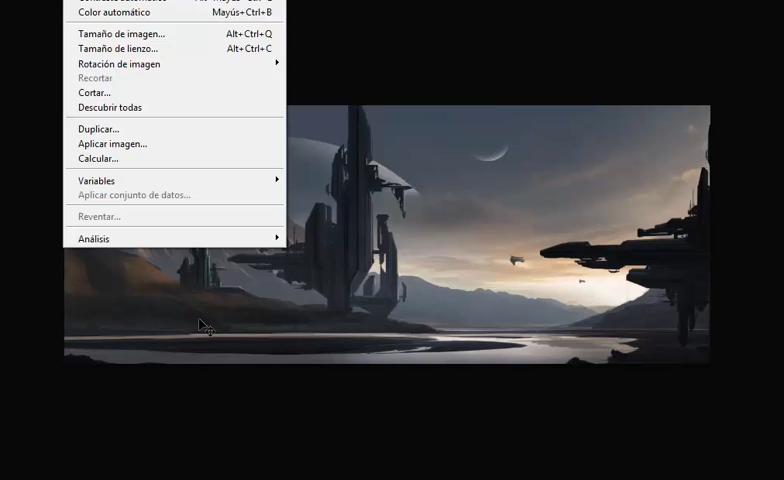 Color automático Mayús+Ctrl+B
Tamaño de imagen... Alt+Ctrl+Q
Tamaño de lienzo... Alt+Ctrl+C
Rotación de imagen
Recortar
Cortar...
Descubrir todas
Duplicar...
Aplicar imagen...
Calcular...
Variables
Aplicar conjunto de datos...
Reventar...
Análisis